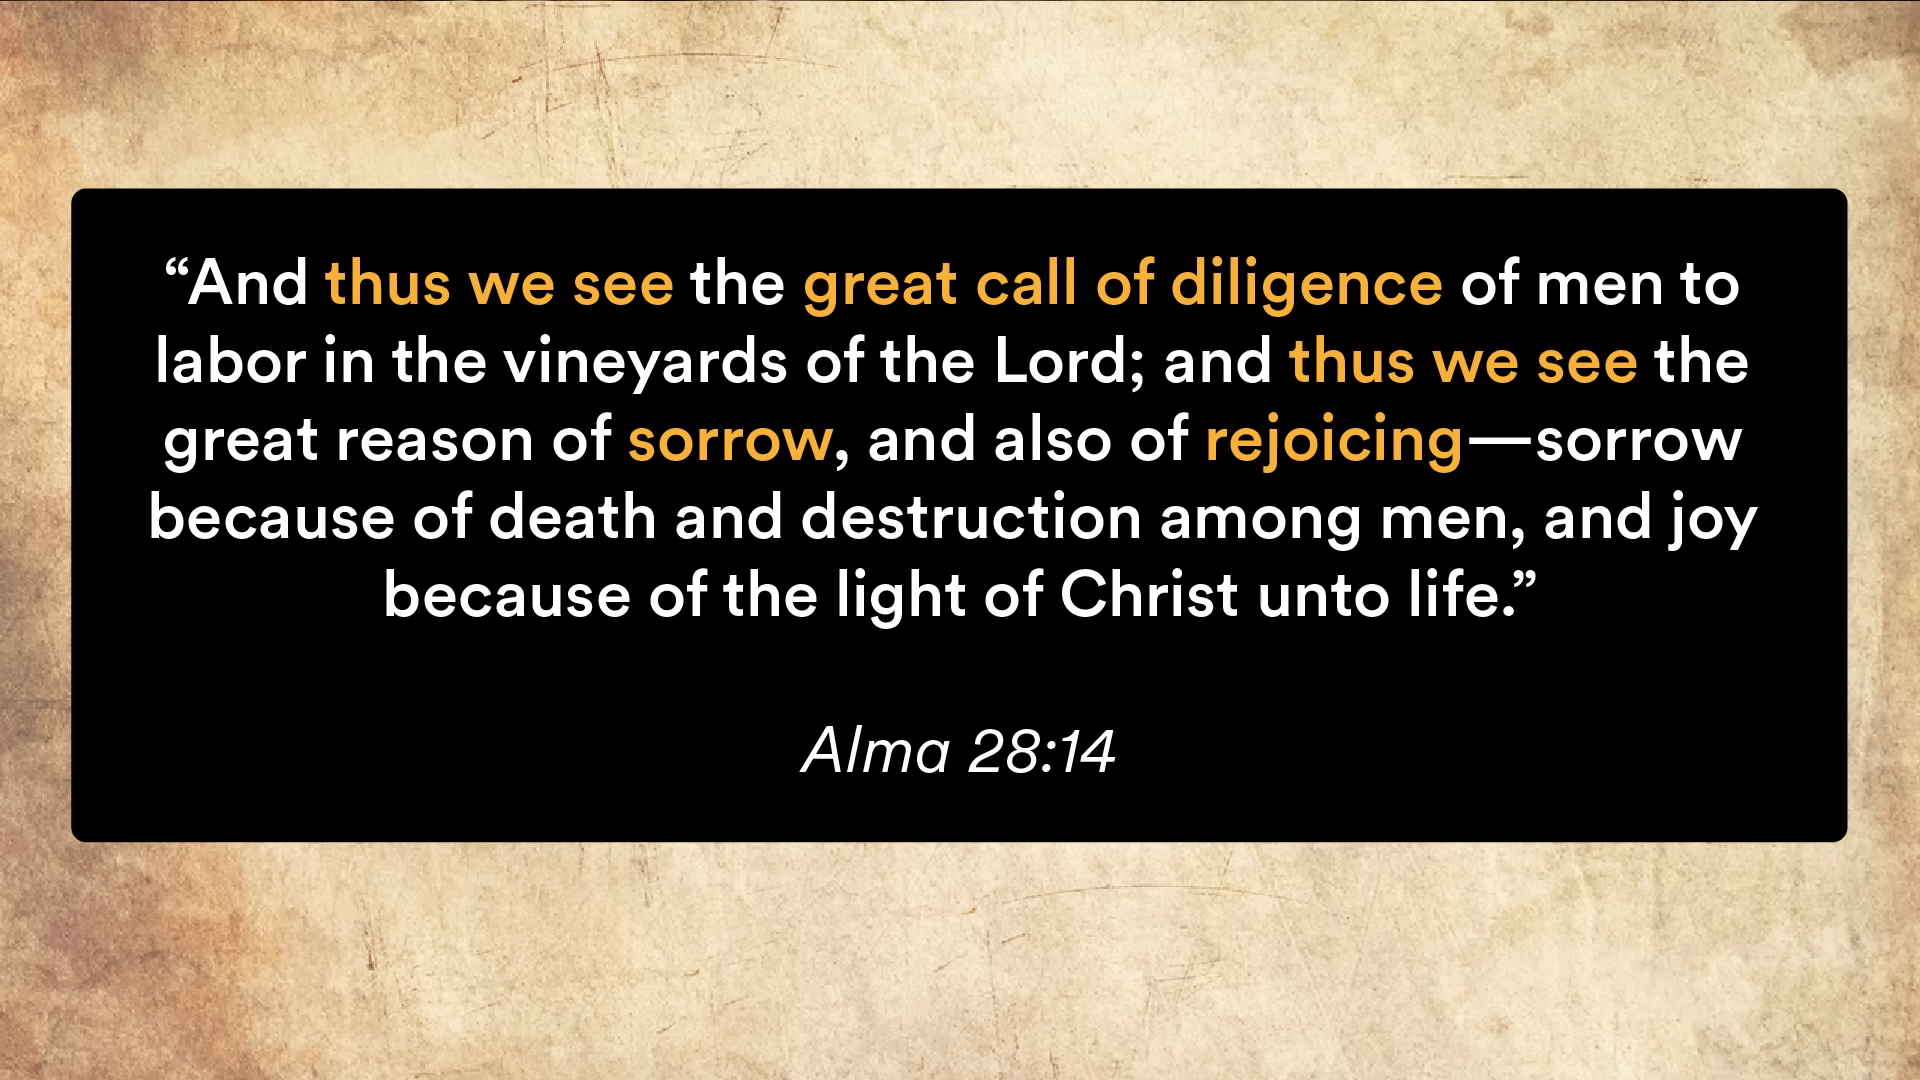 “And thus we see the great call of diligence of men to
labor in the vineyards of the Lord; and thus we see the
great reason of sorrow, and also of rejoicing—sorrow
because of death and destruction among men, and joy
because of the light of Christ unto life.”
Alma 28:14